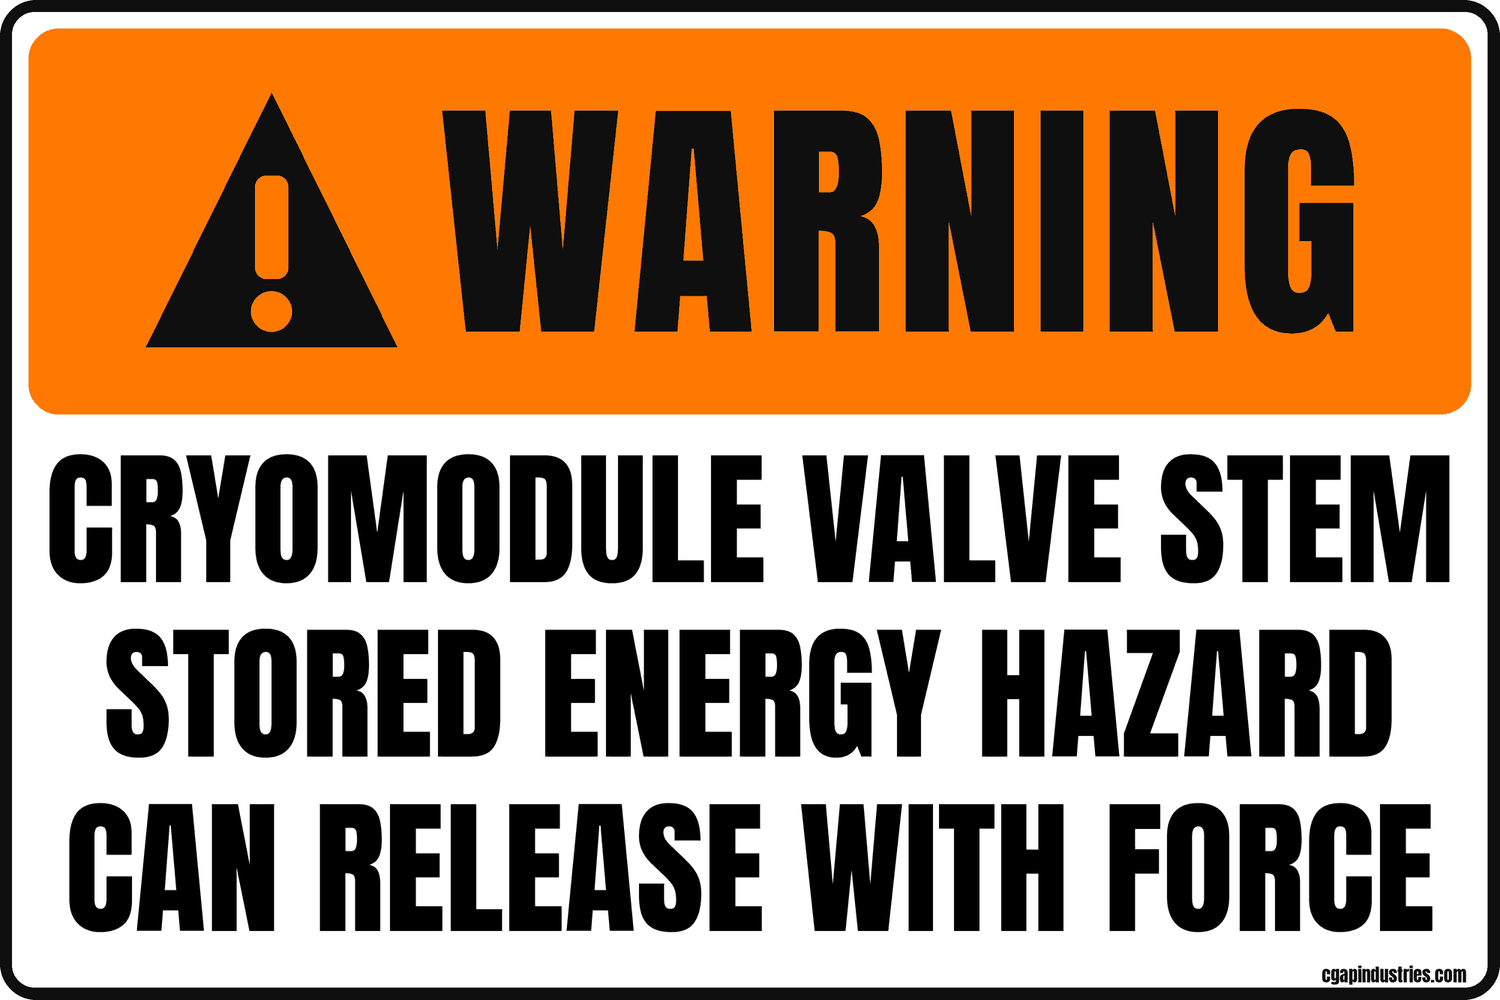 WARNING
CRYOMODULE VALVE STEM
STORED ENERGY HAZARD
CAN RELEASE WITH FORCE
cgapindustries.com